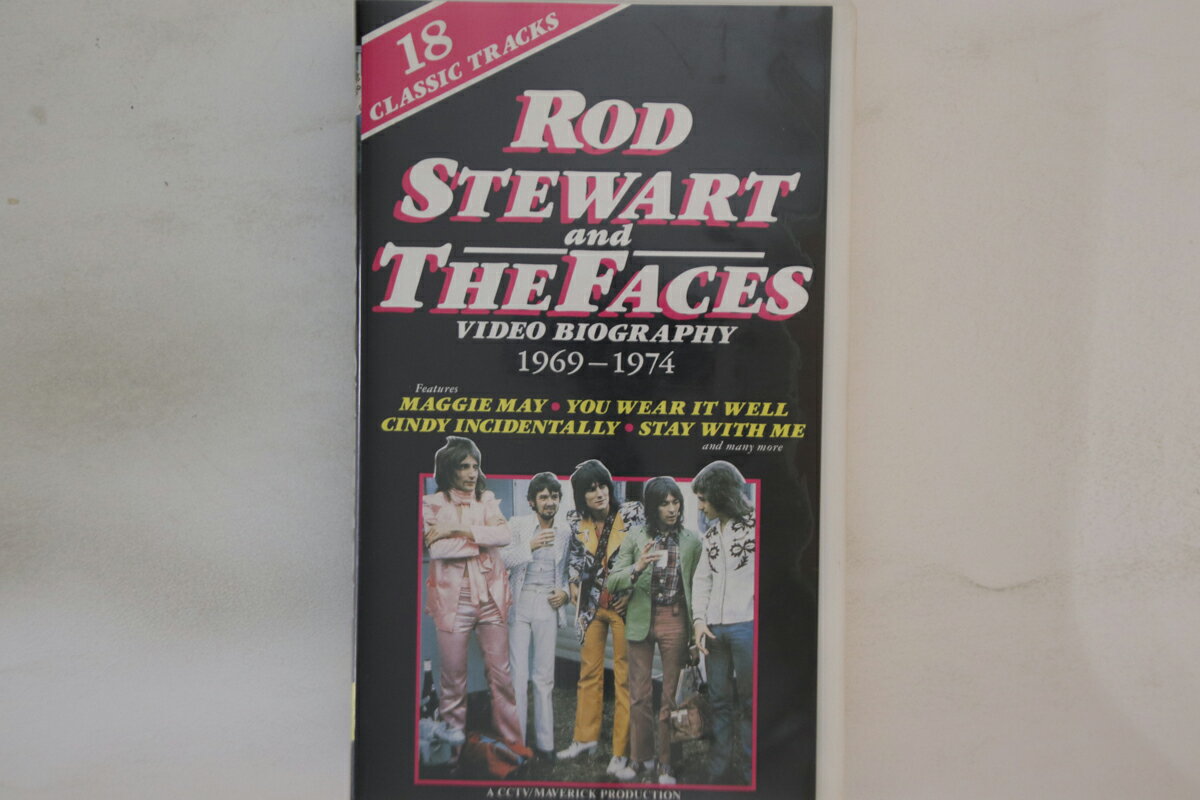 18
CLASSIC TRACKS
ROD
STEWART
and
THE FACES
VIDEO BIOGRAPHY
1969–1974
Features
MAGGIE MAY • YOU WEAR IT WELL
CINDY INCIDENTALLY • STAY WITH ME
and many more
A CCTV/MAVERICK PRODUCTION